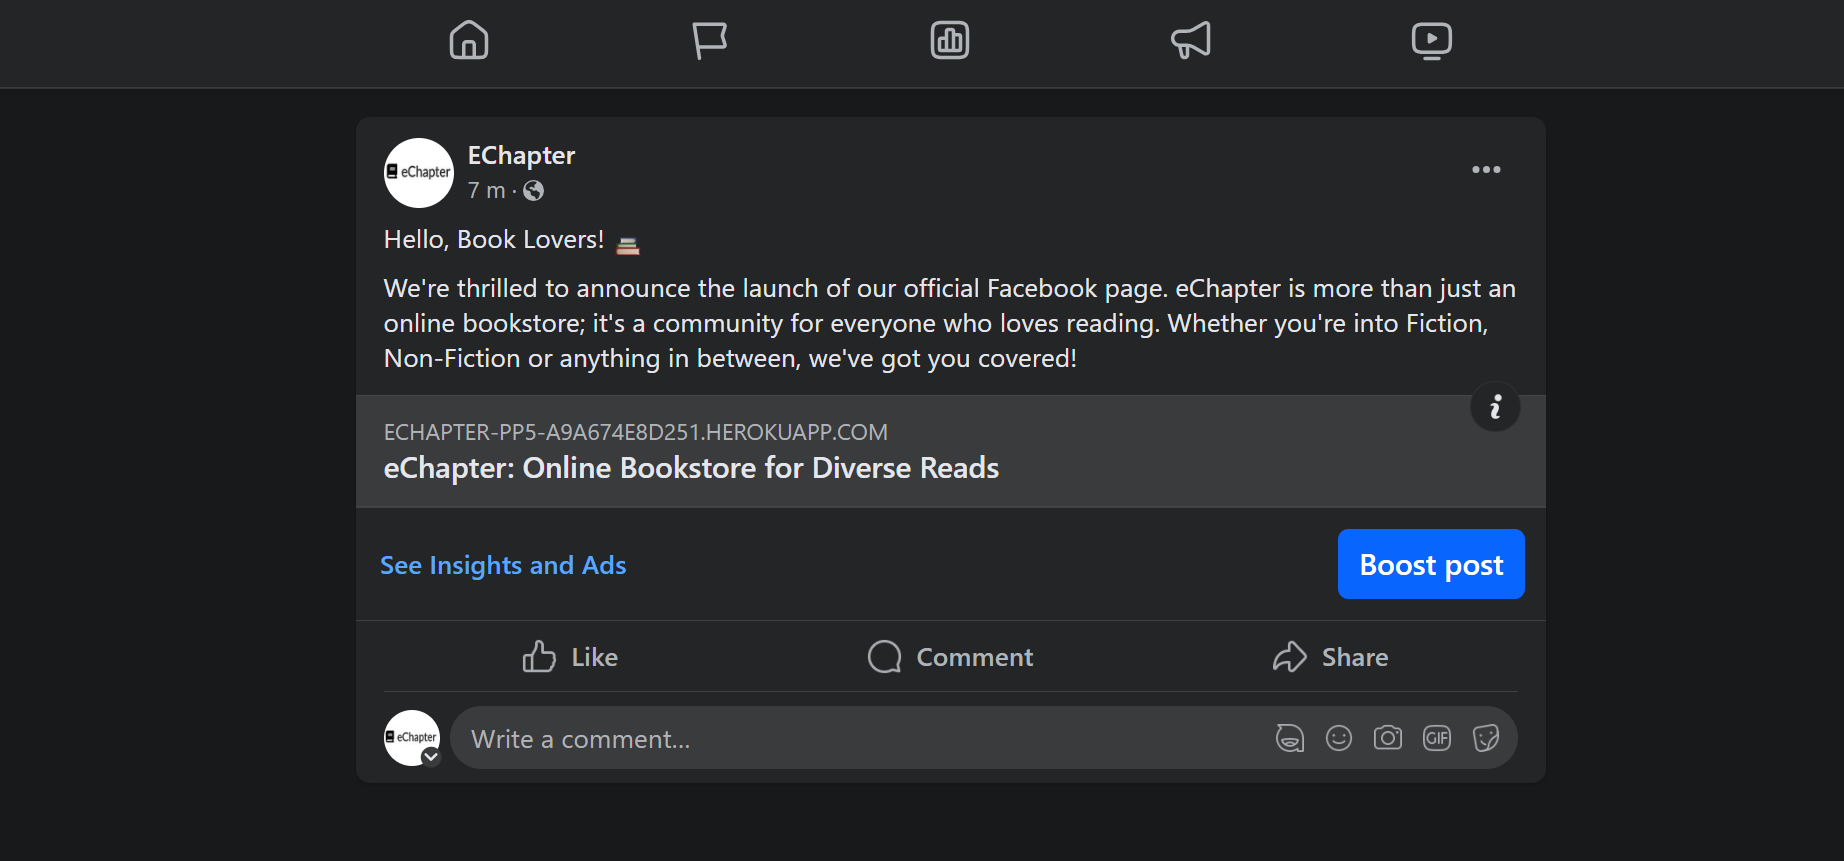 eChapter
EChapter
7 m ·
Hello, Book Lovers! 📚
We're thrilled to announce the launch of our official Facebook page. eChapter is more than just an
online bookstore; it's a community for everyone who loves reading. Whether you're into Fiction,
Non-Fiction or anything in between, we've got you covered!
ECHAPTER-PP5-A9A674E8D251.HEROKUAPP.COM
eChapter: Online Bookstore for Diverse Reads
See Insights and Ads
Boost post
Like
Comment
Share
eChapter
Write a comment...
GIF